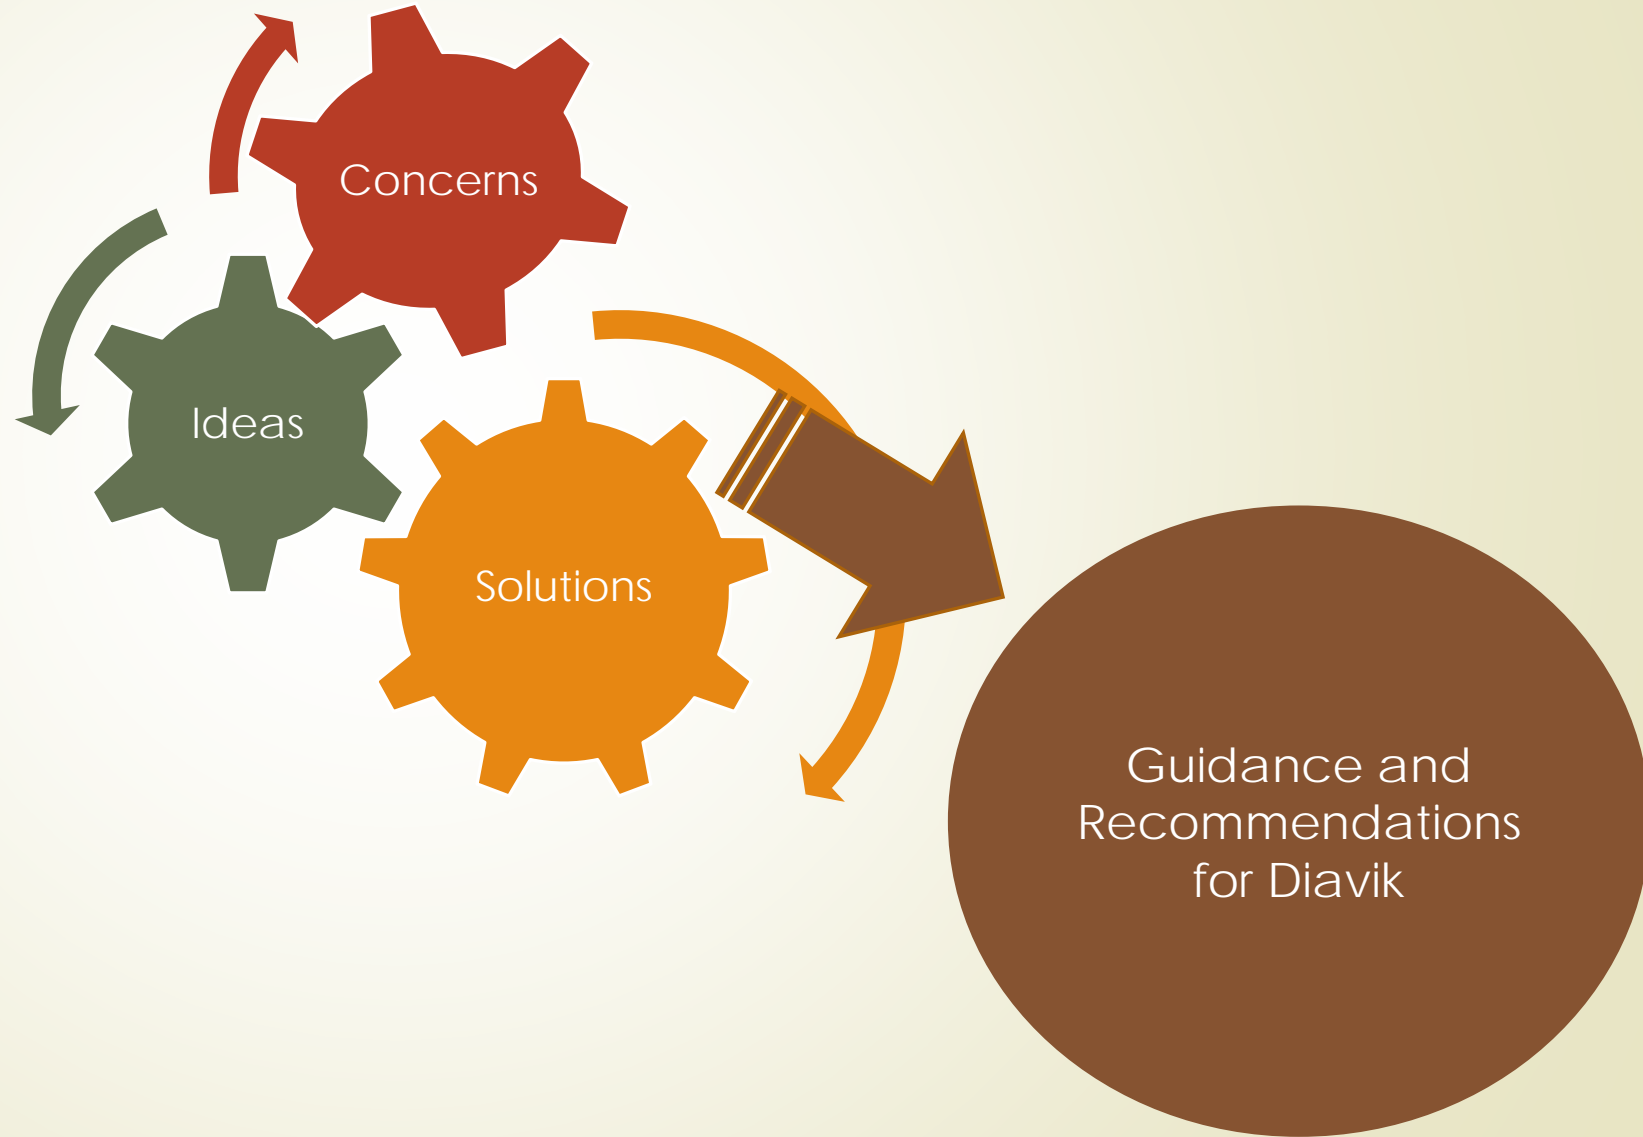 Concerns
Ideas
Solutions
Guidance and
Recommendations
for Diavik